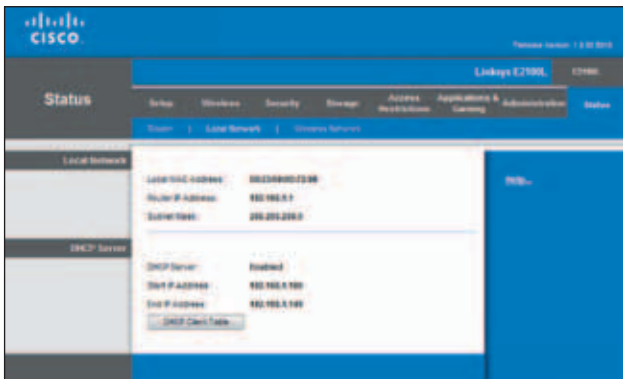 CISCO
Firmware Version:
Linksys E2100L
E2100L
Status
Setup
Wireless
Security
Storage
Access Restrictions
Applications & Gaming
Administration
Status
Router | Local Network | Wireless Network
Local Network
Local MAC Address:
Router IP Address: 192.168.1.1
Subnet Mask: 255.255.255.0
Help...
DHCP Server
DHCP Server: Enabled
Start IP Address: 192.168.1.100
End IP Address: 192.168.1.149
DHCP Client Table